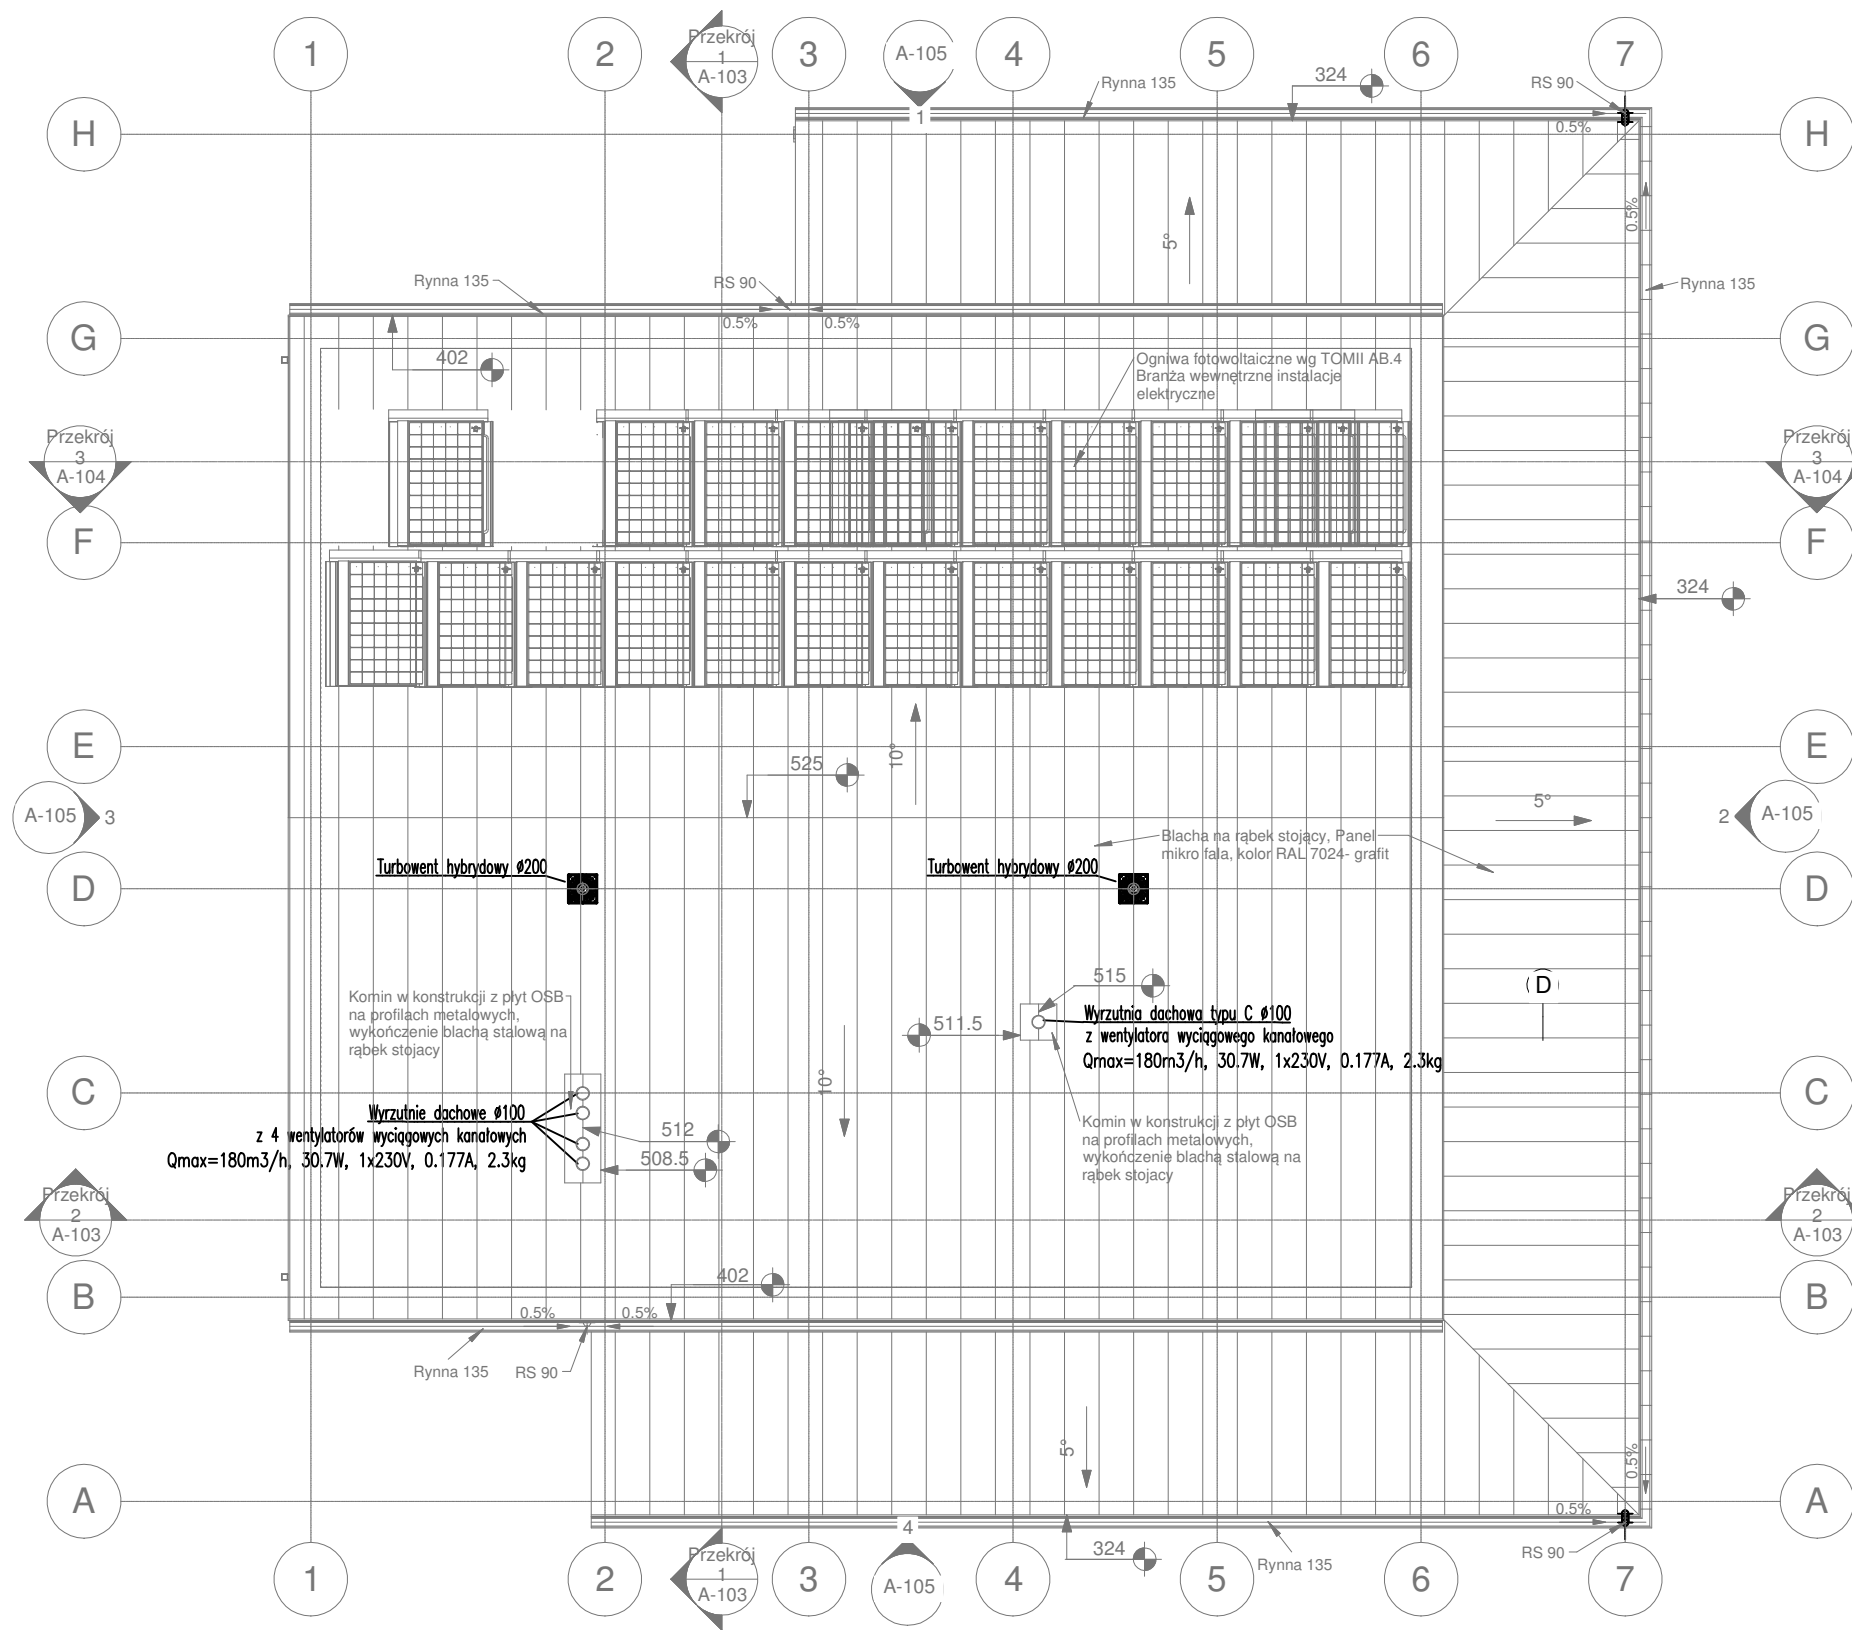 1
2
Przekrój
1
A-103
3
A-105
4
5
6
7
1
Rynna 135
324
RS 90
H
0.5%
H
0.5%
5°
Rynna 135
RS 90
Rynna 135
G
0.5%
0.5%
G
402
Ogniwa fotowoltaiczne wg TOMII AB.4
Branża wewnętrzne instalacje
elektryczne
Przekrój
3
A-104
Przekrój
3
A-104
F
F
324
E
10°
E
525
A-105
3
5°
2
A-105
Blacha na rąbek stojący, Panel
mikro fala, kolor RAL 7024- grafit
Turbowent hybrydowy ø200
Turbowent hybrydowy ø200
D
D
D
515
Komin w konstrukcji z płyt OSB
na profilach metalowych,
wykończenie blachą stalową na
rąbek stojacy
511.5
Wyrzutnia dachowa typu C ø100
z wentylatora wyciągowego kanałowego
Qmax=180m3/h, 30.7W, 1x230V, 0.177A, 2.3kg
10°
C
C
Wyrzutnie dachowe ø100
z 4 wentylatorów wyciągowych kanałowych
Qmax=180m3/h, 30.7W, 1x230V, 0.177A, 2.3kg
512
508.5
Komin w konstrukcji z płyt OSB
na profilach metalowych,
wykończenie blachą stalową na
rąbek stojacy
Przekrój
2
A-103
Przekrój
2
A-103
B
402
B
0.5%
0.5%
Rynna 135
RS 90
5°
0.5%
A
0.5%
A
4
324
Rynna 135
RS 90
1
2
Przekrój
1
A-103
3
A-105
4
5
6
7